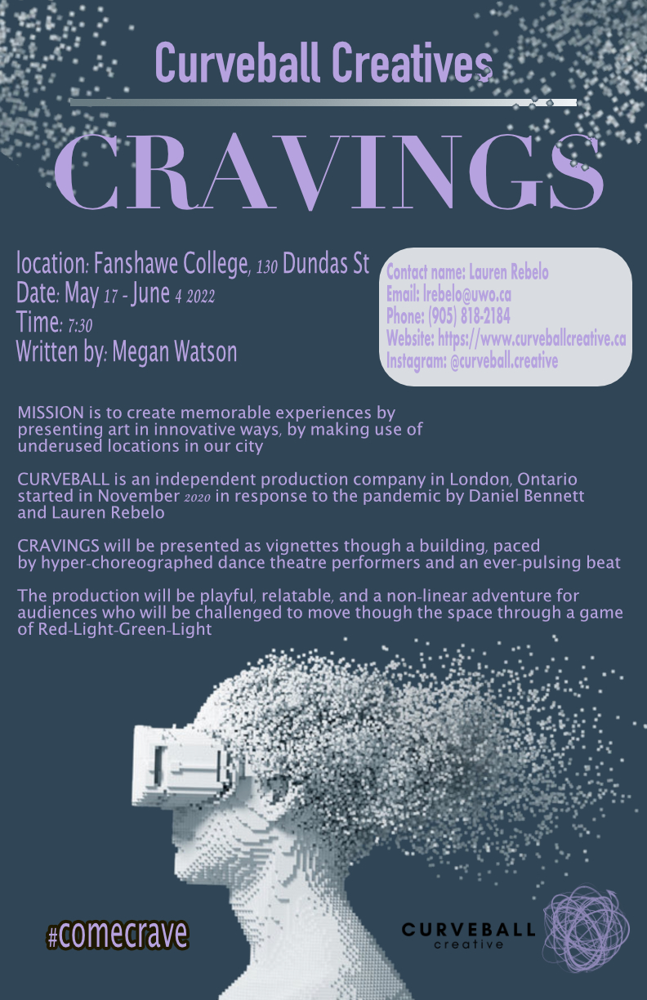 Curveball Creatives
CRAVINGS
location: Fanshawe College, 130 Dundas St
Date: May 17 - June 4 2022
Time: 7:30
Written by: Megan Watson
Contact name: Lauren Rebelo
Email: lrebelo@uwo.ca
Phone: (905) 818-2184
Website: https://www.curveballcreative.ca
Instagram: @curveball.creative
MISSION is to create memorable experiences by
presenting art in innovative ways, by making use of
underused locations in our city
CURVEBALL is an independent production company in London, Ontario
started in November 2020 in response to the pandemic by Daniel Bennett
and Lauren Rebelo
CRAVINGS will be presented as vignettes though a building, paced
by hyper-choreographed dance theatre performers and an ever-pulsing beat
The production will be playful, relatable, and a non-linear adventure for
audiences who will be challenged to move though the space through a game
of Red-Light-Green-Light
#comecrave
CURVEBALL
creative